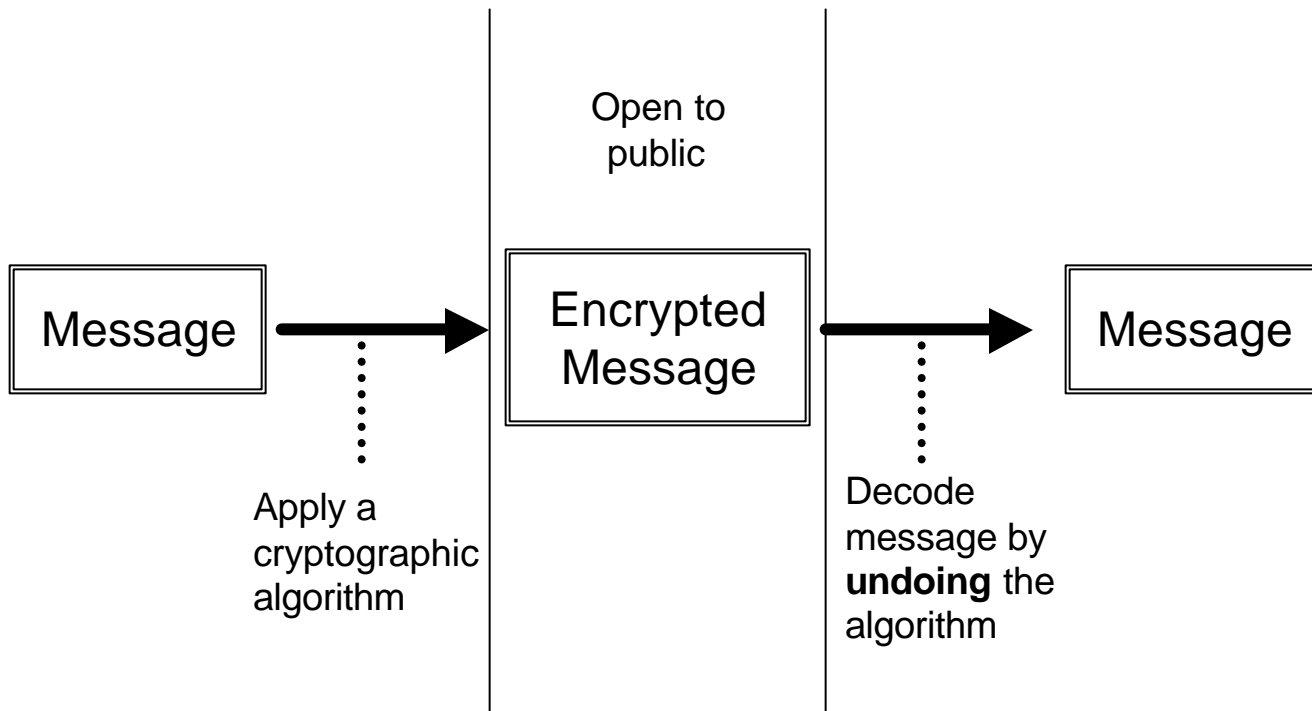 Open to
public
Message
Encrypted
Message
Message
Apply a
cryptographic
algorithm
Decode
message by
undoing the
algorithm